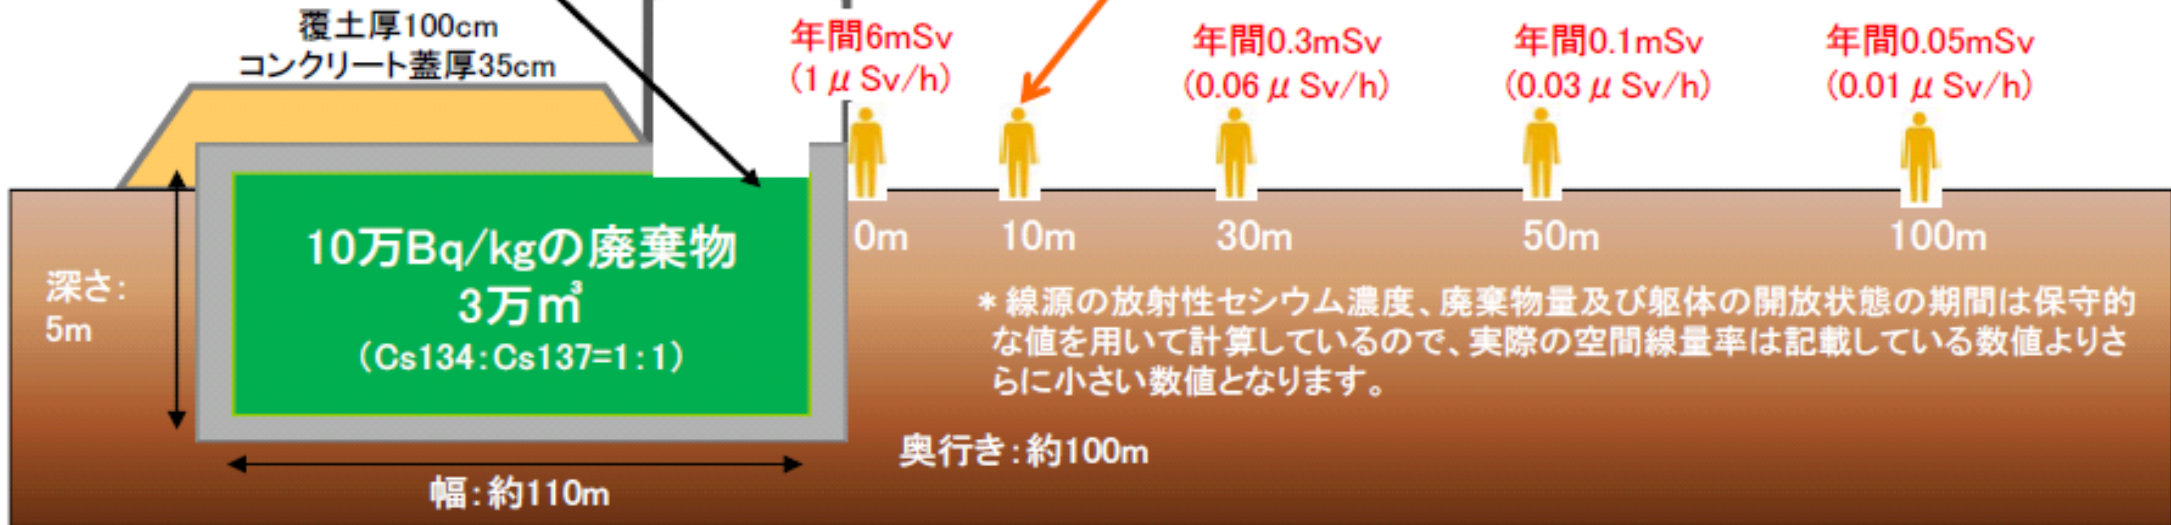 覆土厚100cm
コンクリート蓋厚35cm
年間6mSv
(1μSv/h)
年間0.3mSv
(0.06μSv/h)
年間0.1mSv
(0.03μSv/h)
年間0.05mSv
(0.01μSv/h)
0m
10m
30m
50m
100m
深さ:
5m
10万Bq/kgの廃棄物
3万㎥
(Cs134:Cs137=1:1)
*線源の放射性セシウム濃度、廃棄物量及び躯体の開放状態の期間は保守的
な値を用いて計算しているので、実際の空間線量率は記載している数値よりさ
らに小さい数値となります。
奥行き:約100m
幅:約110m